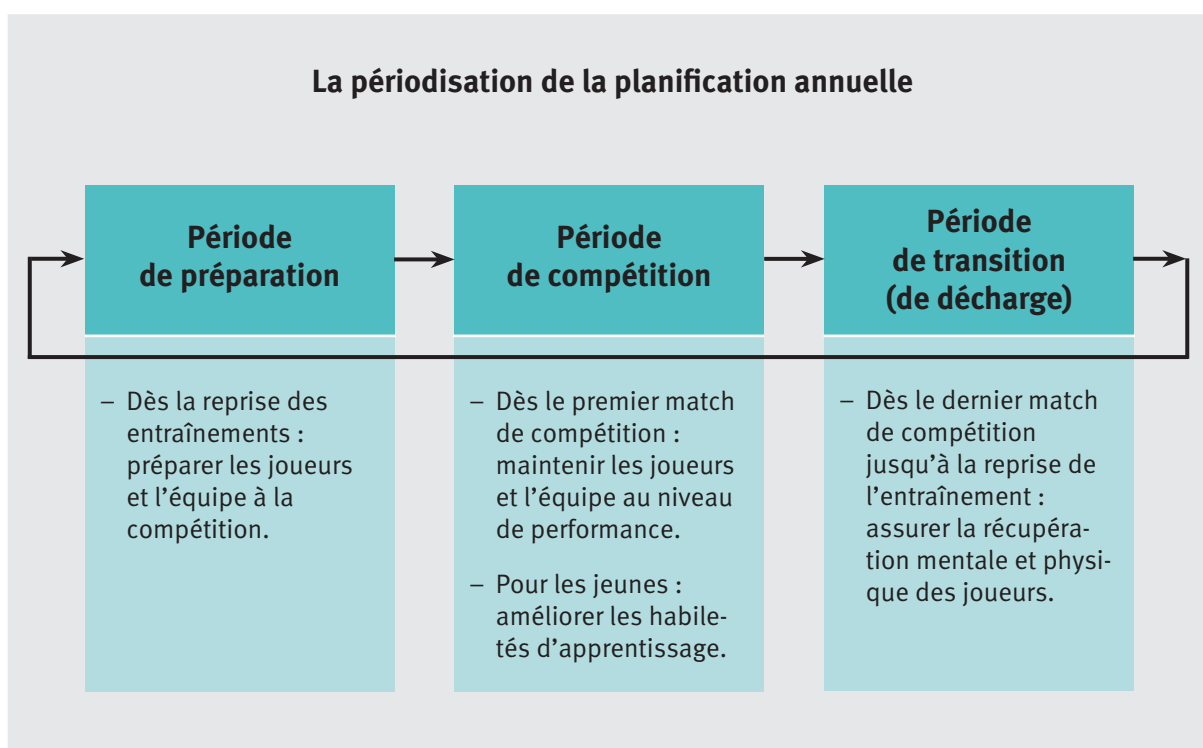 La périodisation de la planification annuelle
Période
de préparation
– Dès la reprise des
entraînements :
préparer les joueurs
et l’équipe à la
compétition.
Période
de compétition
– Dès le premier match
de compétition :
maintenir les joueurs
et l’équipe au niveau
de performance.
– Pour les jeunes :
améliorer les habile-
tés d’apprentissage.
Période
de transition
(de décharge)
– Dès le dernier match
de compétition
jusqu’à la reprise de
l’entraînement :
assurer la récupéra-
tion mentale et physi-
que des joueurs.